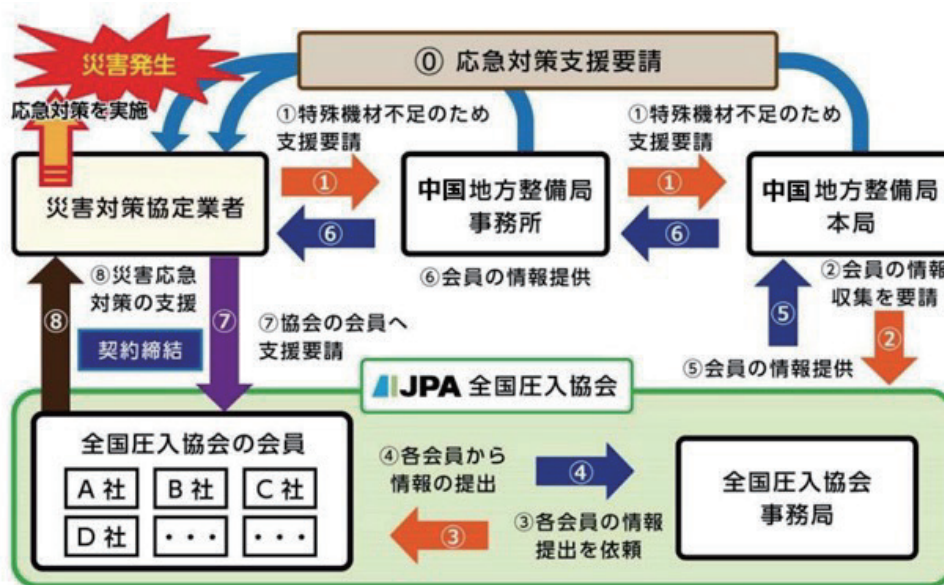 災害発生
応急対策を実施
⓪ 応急対策支援要請
①特殊機材不足のため
支援要請
①特殊機材不足のため
支援要請
災害対策協定業者
①
⑥
中国地方整備局
事務所
①
⑥
中国地方整備局
本局
⑥会員の情報提供
⑧災害応急
対策の支援
⑧
契約締結
⑦
⑦協会の会員へ
支援要請
②会員の情報
収集を要請
⑤
②
⑤会員の情報提供
JPA 全国圧入協会
全国圧入協会の会員
A社 B社 C社
D社 ・・・ ・・・
④各会員から
情報の提出
④
③
③各会員の情報
提出を依頼
全国圧入協会
事務局